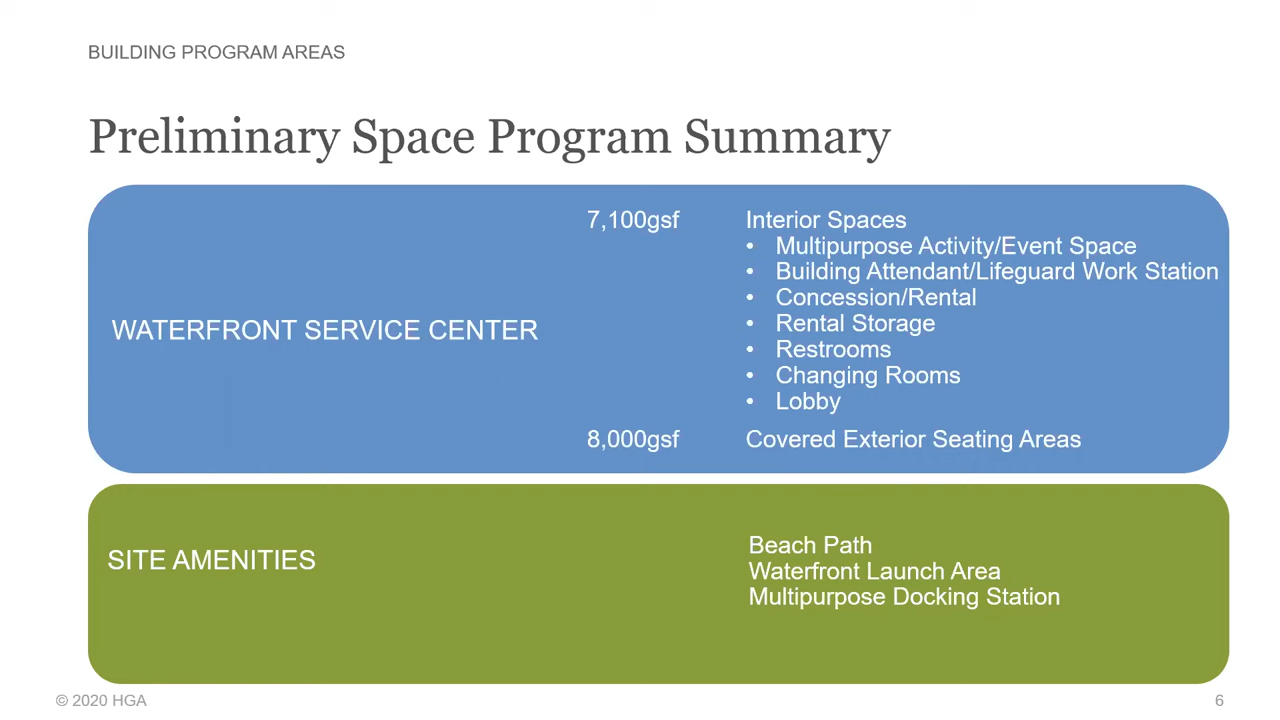 BUILDING PROGRAM AREAS
Preliminary Space Program Summary
7,100gsf Interior Spaces
• Multipurpose Activity/Event Space
• Building Attendant/Lifeguard Work Station
• Concession/Rental
• Rental Storage
WATERFRONT SERVICE CENTER
• Restrooms
• Changing Rooms
• Lobby
8,000gsf Covered Exterior Seating Areas
SITE AMENITIES
Beach Path
Waterfront Launch Area
Multipurpose Docking Station
© 2020 HGA 6